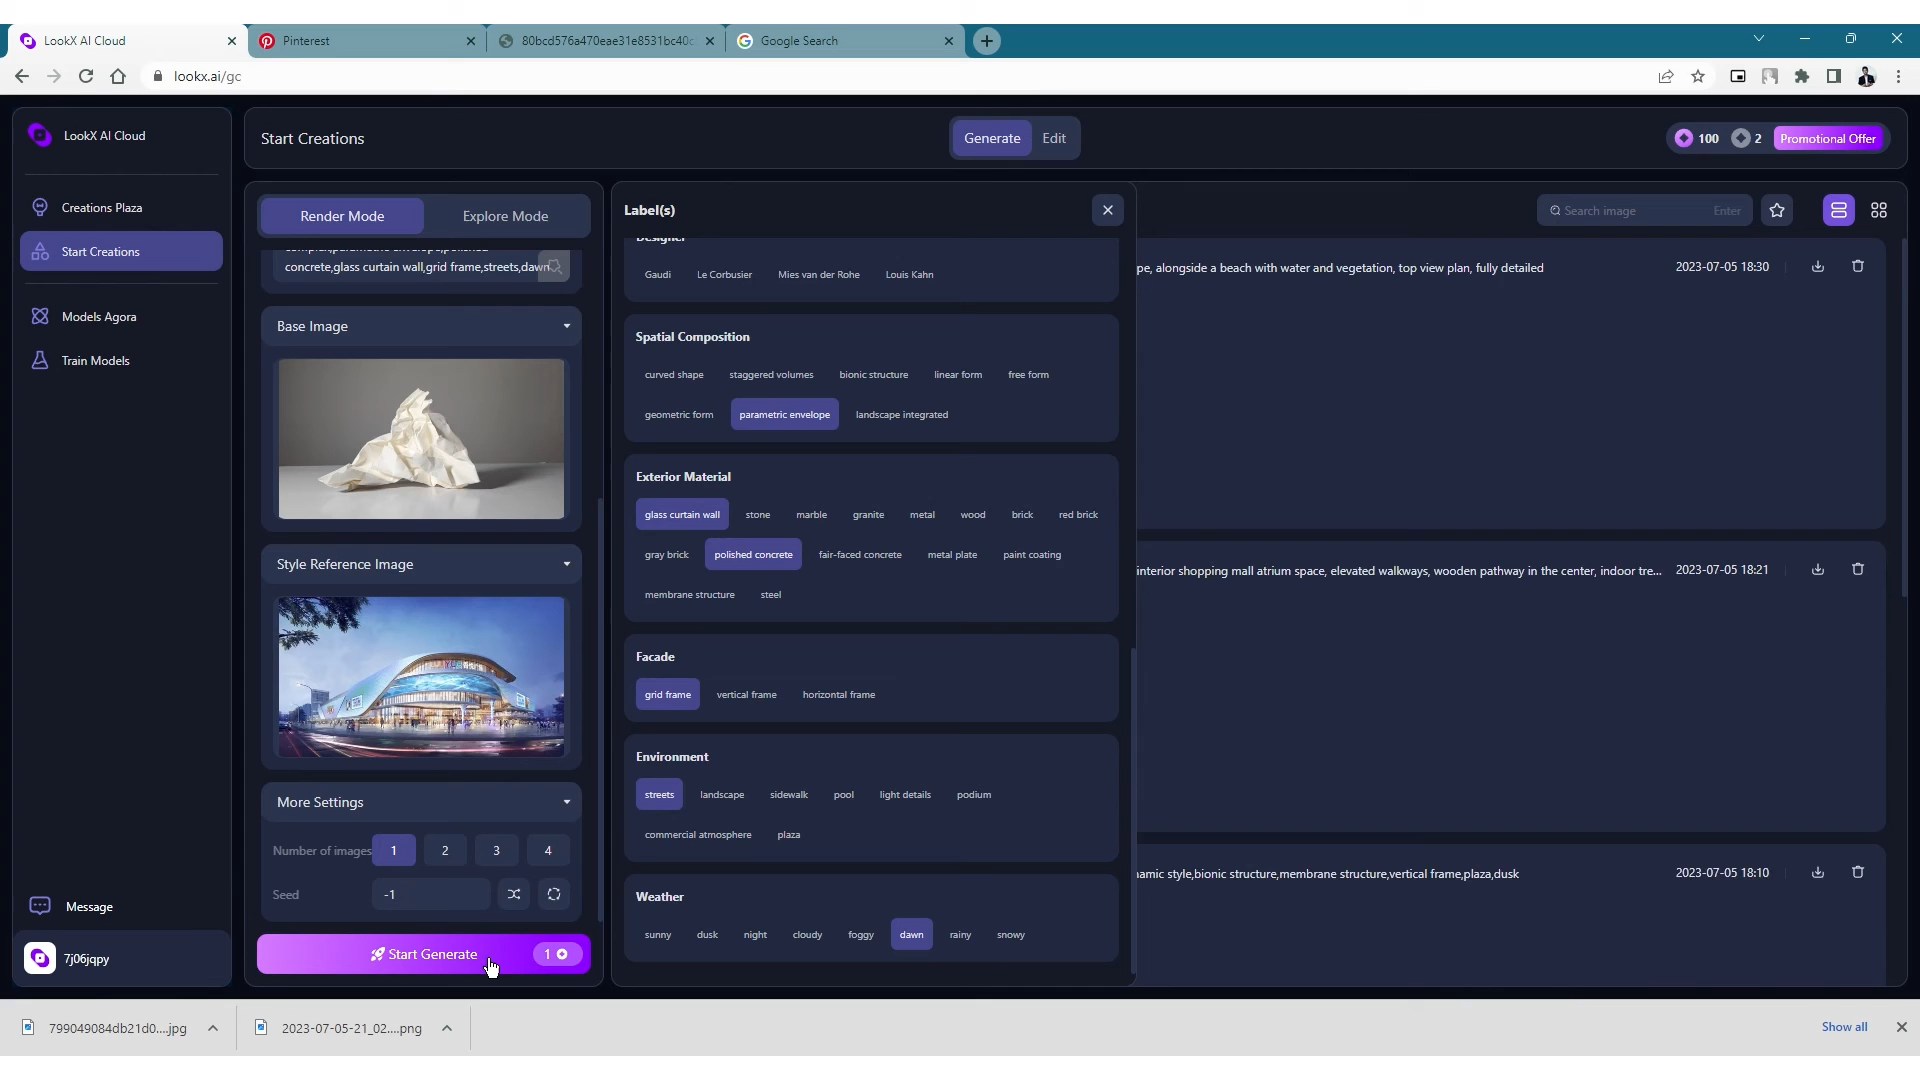 LookX AI Cloud
Pinterest
80bcd576a470eae31e8531bc40c
Google Search
lookx.ai/gc
LookX AI Cloud
Start Creations
Generate
Edit
100
2
Promotional Offer
Creations Plaza
Start Creations
Models Agora
Train Models
Message
7j06jqpy
Render Mode
Explore Mode
concrete,glass curtain wall,grid frame,streets,dawn
Base Image
Style Reference Image
More Settings
Number of images
1
2
3
4
Seed
-1
Start Generate
1
Label(s)
Designer
Gaudi
Le Corbusier
Mies van der Rohe
Louis Kahn
Spatial Composition
curved shape
staggered volumes
bionic structure
linear form
free form
geometric form
parametric envelope
landscape integrated
Exterior Material
glass curtain wall
stone
marble
granite
metal
wood
brick
red brick
gray brick
polished concrete
fair-faced concrete
metal plate
paint coating
membrane structure
steel
Facade
grid frame
vertical frame
horizontal frame
Environment
streets
landscape
sidewalk
pool
light details
podium
commercial atmosphere
plaza
Weather
sunny
dusk
night
cloudy
foggy
dawn
rainy
snowy
Search image
Enter
pe, alongside a beach with water and vegetation, top view plan, fully detailed
2023-07-05 18:30
interior shopping mall atrium space, elevated walkways, wooden pathway in the center, indoor tre...
2023-07-05 18:21
namic style,bionic structure,membrane structure,vertical frame,plaza,dusk
2023-07-05 18:10
799049084db21d0....jpg
2023-07-05-21_02....png
Show all